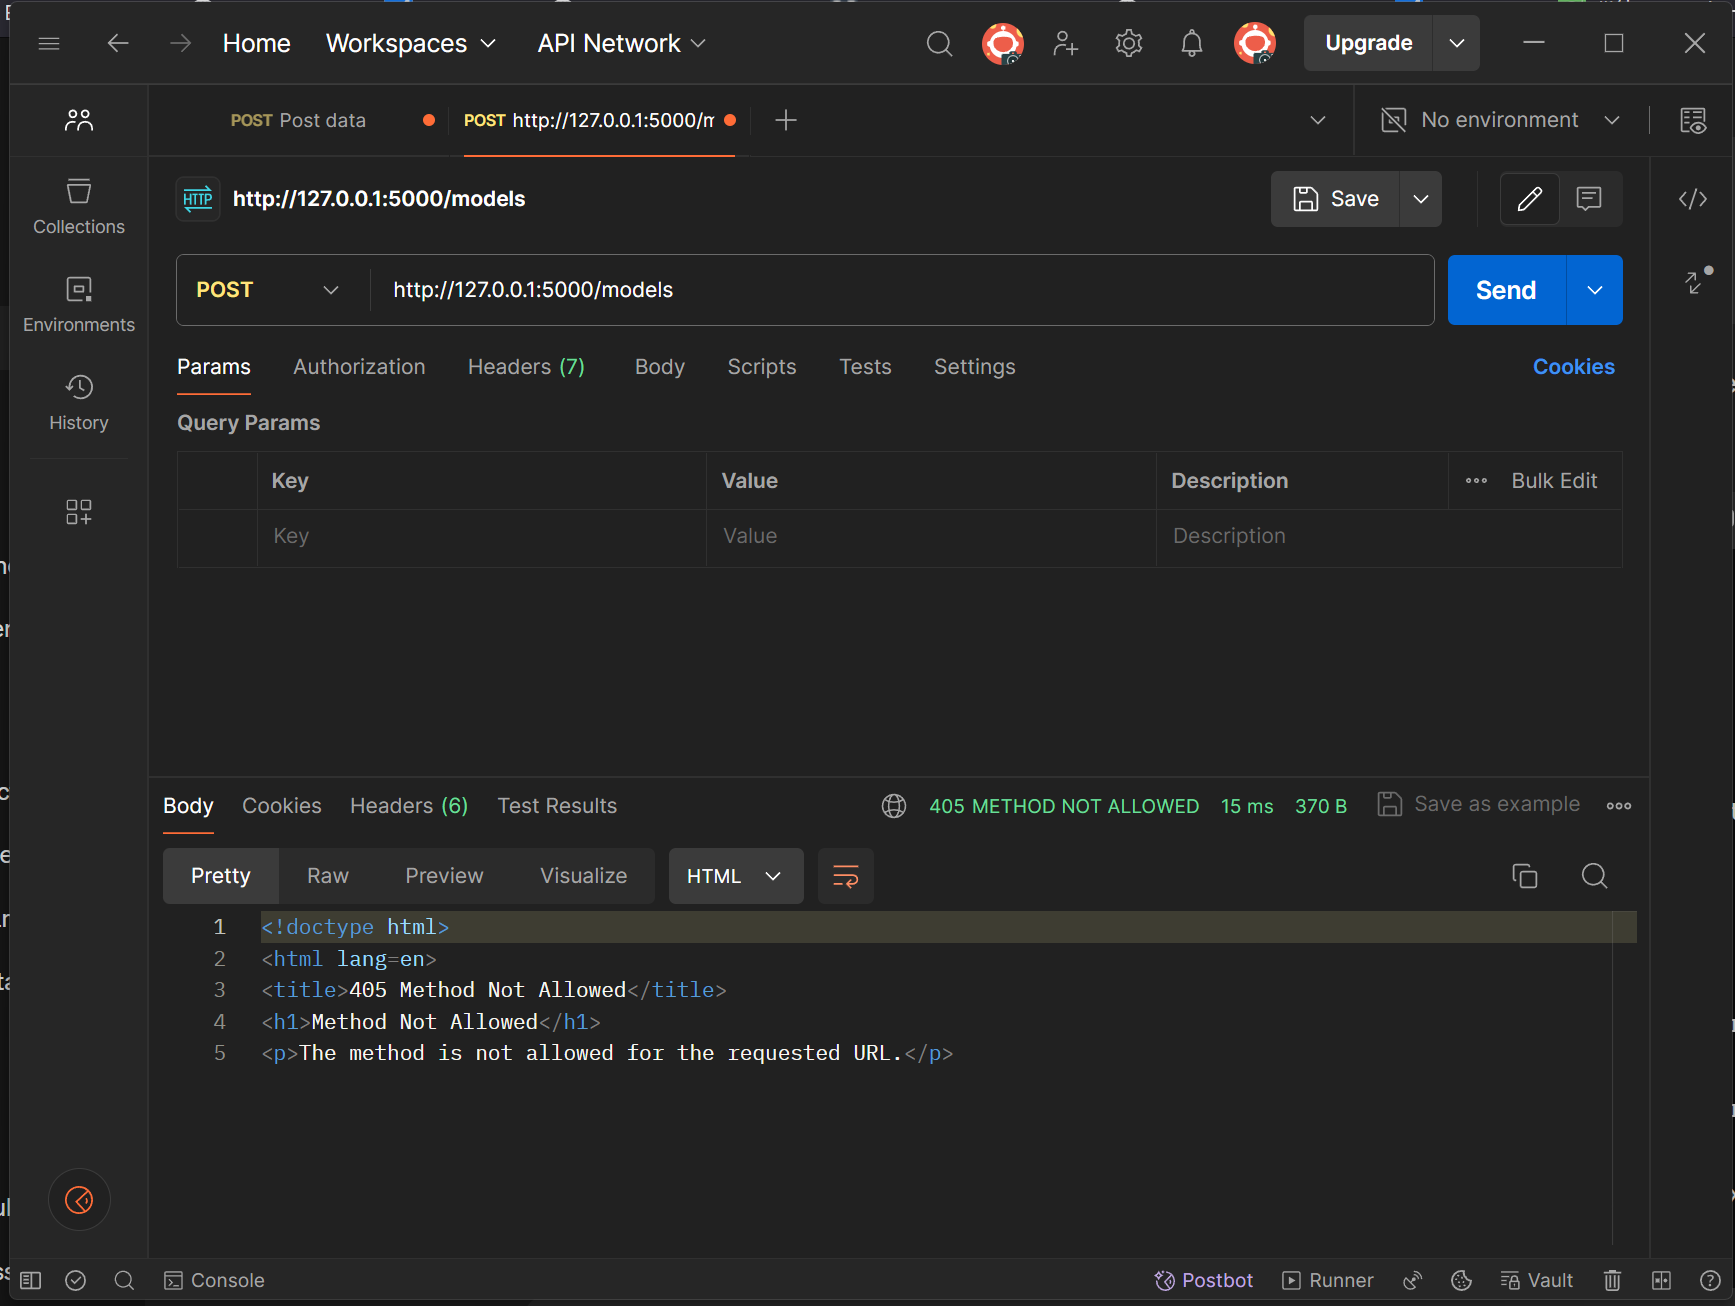 Home Workspaces API Network Upgrade
POST Post data POST http://127.0.0.1:5000/m No environment
HTTP http://127.0.0.1:5000/models Save
Collections
POST http://127.0.0.1:5000/models Send
Environments
Params Authorization Headers (7) Body Scripts Tests Settings Cookies
History
Query Params
Key Value Description Bulk Edit
Key Value Description
Body Cookies Headers (6) Test Results 405 METHOD NOT ALLOWED 15 ms 370 B Save as example
Pretty Raw Preview Visualize HTML
1 <!doctype html>
2 <html lang=en>
3 <title>405 Method Not Allowed</title>
4 <h1>Method Not Allowed</h1>
5 <p>The method is not allowed for the requested URL.</p>
Console Postbot Runner Vault